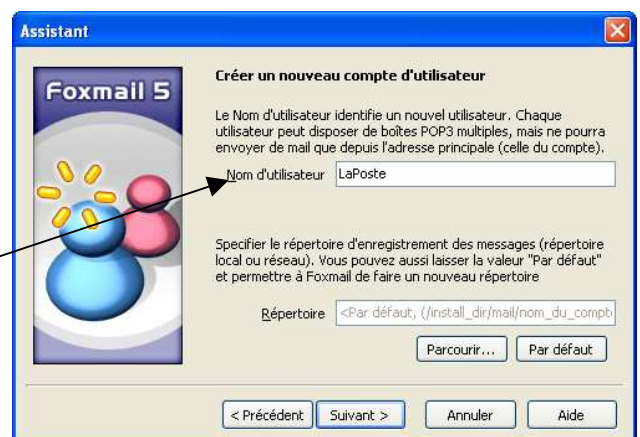 Assistant
Foxmail 5
Créer un nouveau compte d'utilisateur
Le Nom d'utilisateur identifie un nouvel utilisateur. Chaque
utilisateur peut disposer de boîtes POP3 multiples, mais ne pourra
envoyer de mail que depuis l'adresse principale (celle du compte).
Nom d'utilisateur LaPoste
Specifier le répertoire d'enregistrement des messages (répertoire
local ou réseau). Vous pouvez aussi laisser la valeur "Par défaut"
et permettre à Foxmail de faire un nouveau répertoire
Répertoire <Par défaut, (/install_dir/mail/nom_du_compt
Parcourir... Par défaut
< Précédent Suivant > Annuler Aide